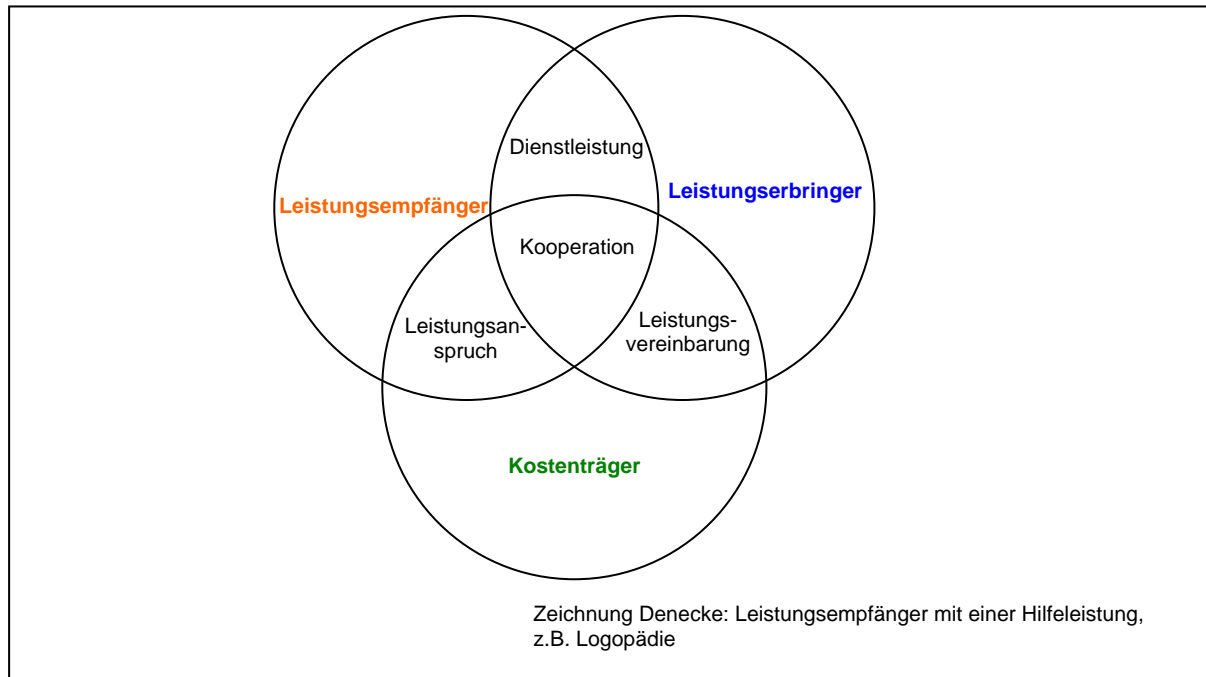 Dienstleistung
Leistungsempfänger
Leistungserbringer
Kooperation
Leistungsan-
spruch
Leistungs-
vereinbarung
Kostenträger
Zeichnung Denecke: Leistungsempfänger mit einer Hilfeleistung,
z.B. Logopädie